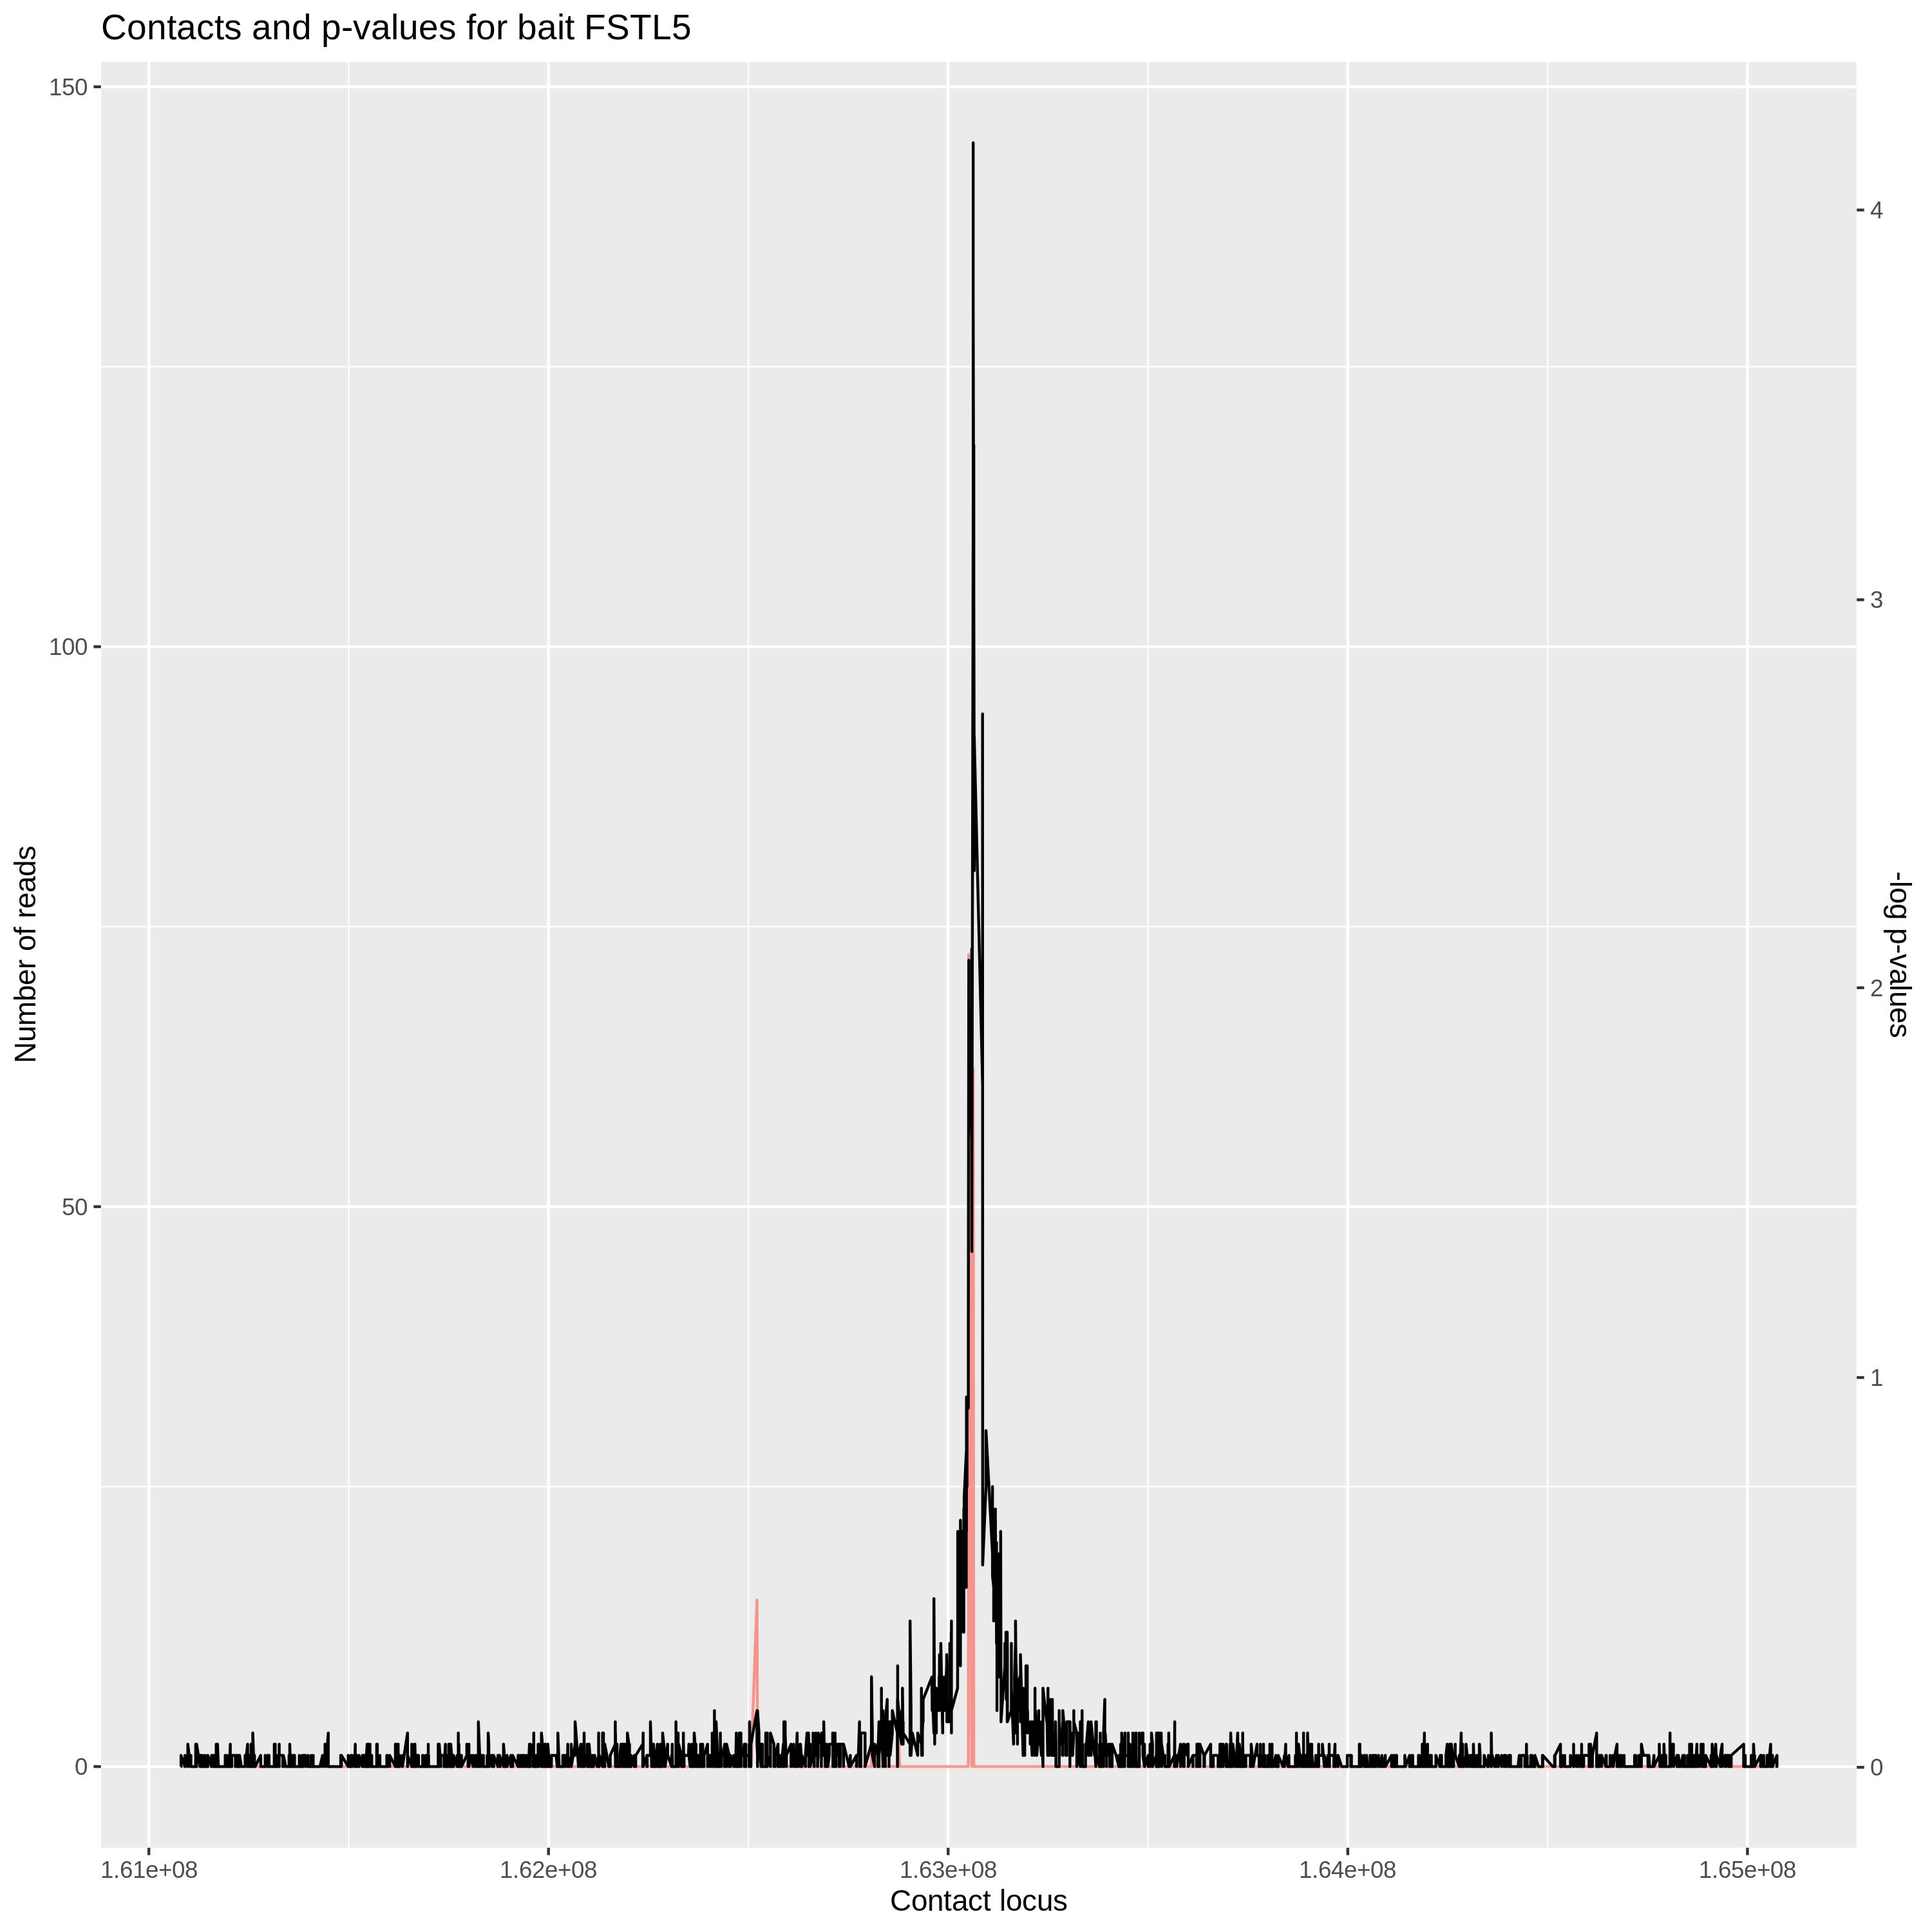 Contacts and p-values for bait FSTL5
150
100
50
0
4
3
2
1
0
Number of reads
-log p-values
1.61e+08 1.62e+08 1.63e+08 1.64e+08 1.65e+08
Contact locus